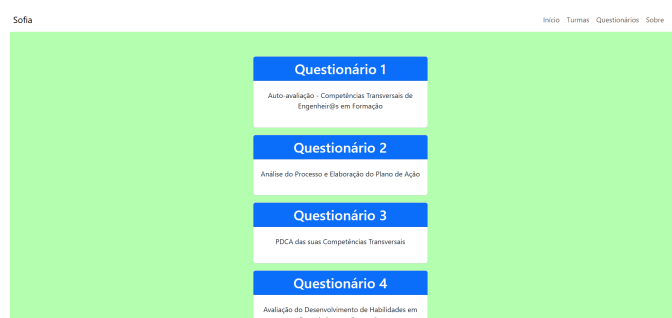 Sofia
Início Turmas Questionários Sobre
Questionário 1
Auto-avaliação - Competências Transversais de
Engenheir@s em Formação
Questionário 2
Análise do Processo e Elaboração do Plano de Ação
Questionário 3
PDCA das suas Competências Transversais
Questionário 4
Avaliação do Desenvolvimento de Habilidades em